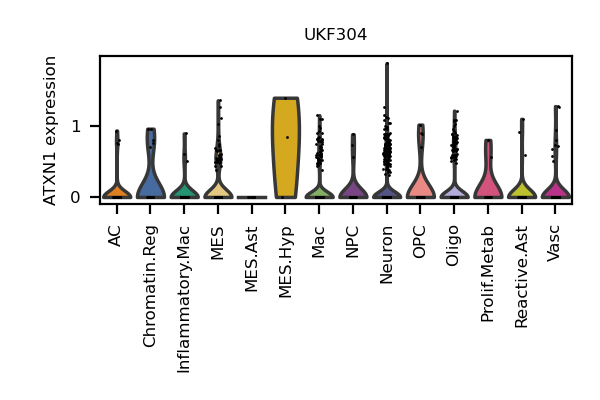 UKF304
ATXN1 expression
1
0
AC
Chromatin.Reg
Inflammatory.Mac
MES
MES.Ast
MES.Hyp
Mac
NPC
Neuron
OPC
Oligo
Prolif.Metab
Reactive.Ast
Vasc